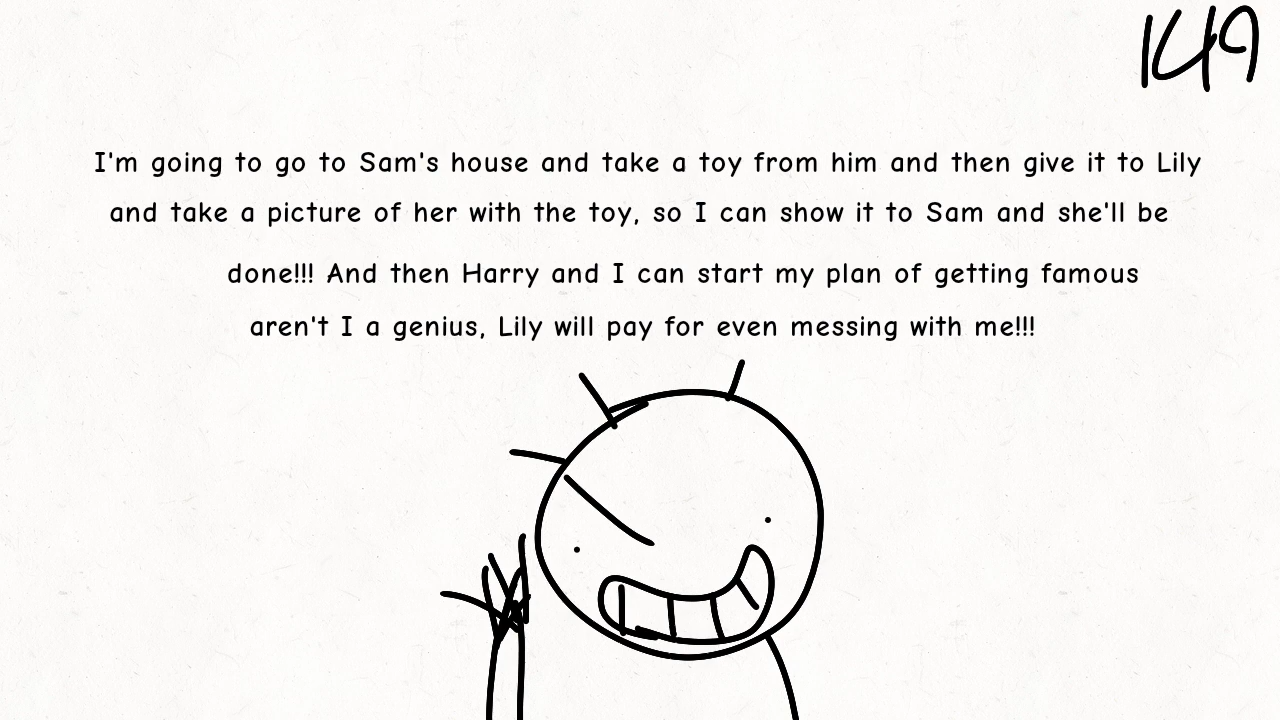 149
I'm going to go to Sam's house and take a toy from him and then give it to Lily
and take a picture of her with the toy, so I can show it to Sam and she'll be
done!!! And then Harry and I can start my plan of getting famous
aren't I a genius, Lily will pay for even messing with me!!!